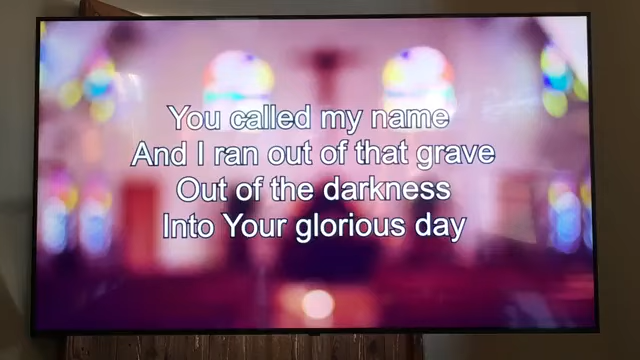 You called my name
And I ran out of that grave
Out of the darkness
Into Your glorious day